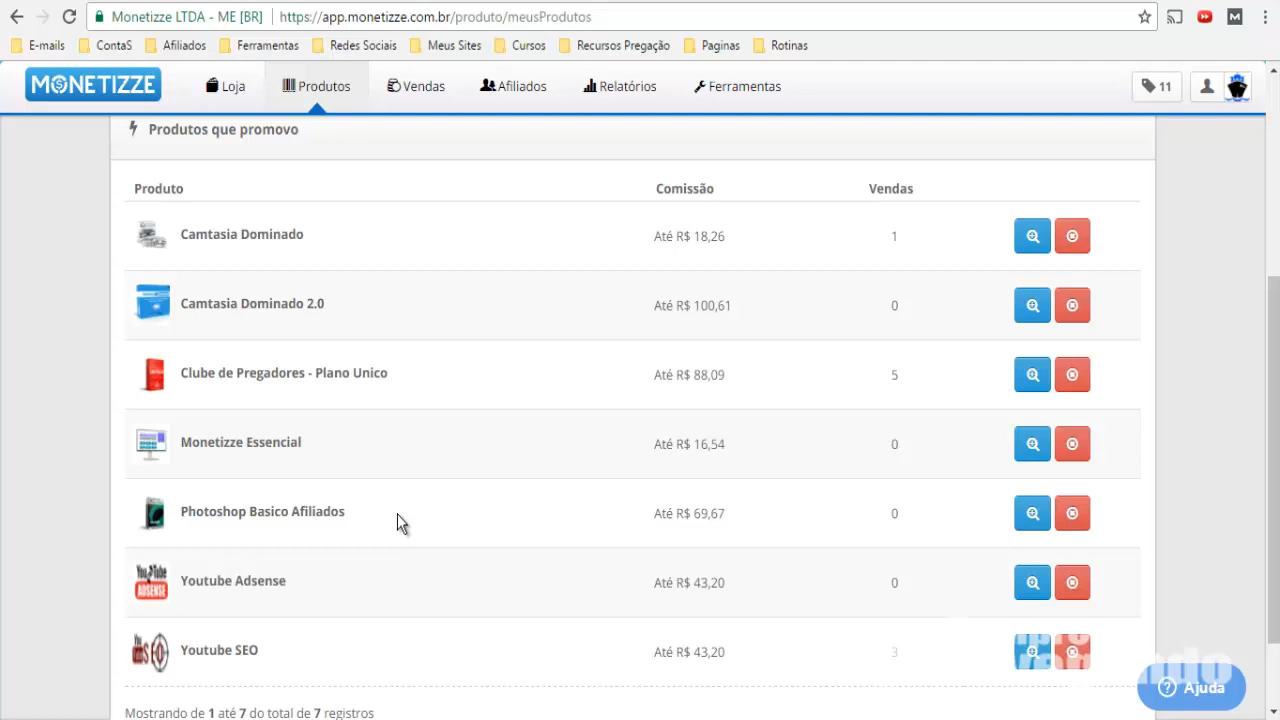 Monetizze LTDA - ME [BR] https://app.monetizze.com.br/produto/meusProdutos
E-mails ContaS Afiliados Ferramentas Redes Sociais Meus Sites Cursos Recursos Pregação Paginas Rotinas
MONETIZZE Loja Produtos Vendas Afiliados Relatórios Ferramentas 11
Produtos que promovo
Produto Comissão Vendas
Camtasia Dominado Até R$ 18,26 1
Camtasia Dominado 2.0 Até R$ 100,61 0
Clube de Pregadores - Plano Unico Até R$ 88,09 5
Monetizze Essencial Até R$ 16,54 0
Photoshop Basico Afiliados Até R$ 69,67 0
YouTube
ADSENSE
Youtube Adsense Até R$ 43,20 0
Youtube SEO Até R$ 43,20 3
Ajuda
Mostrando de 1 até 7 do total de 7 registros